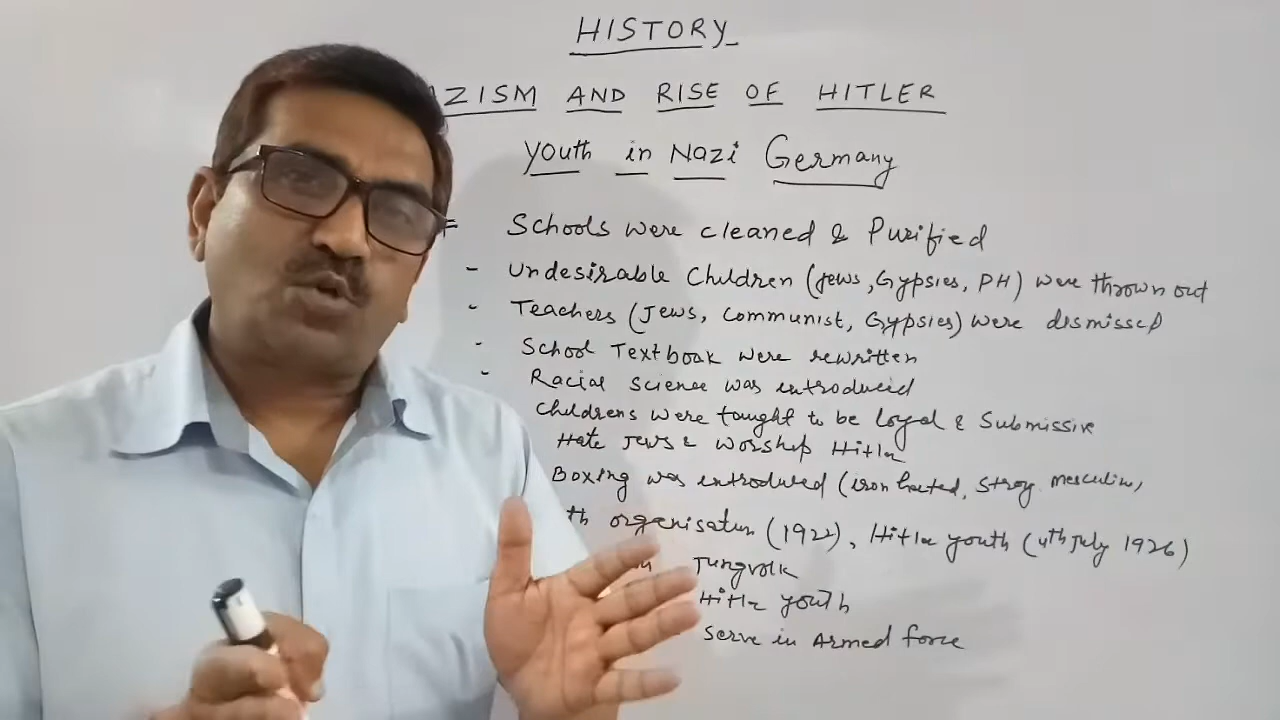 HISTORY
AZISM AND RISE OF HITLER
Youth in Nazi Germany
Schools were cleaned & Purified
- Undesirable Children (Jews, Gypsies, PH) were thrown out
- Teachers (Jews, Communist, Gypsies) were dismissed
- School Textbook were rewritten
- Racial Science was introduced
Childrens were taught to be Loyal & Submissive
Hate Jews & Worship Hitler
Boxing was introduced (iron hearted, Strong masculine,
th organisation (1922), Hitler youth (4th July 1926)
Jungvolk
Hitler youth
Serve in Armed force